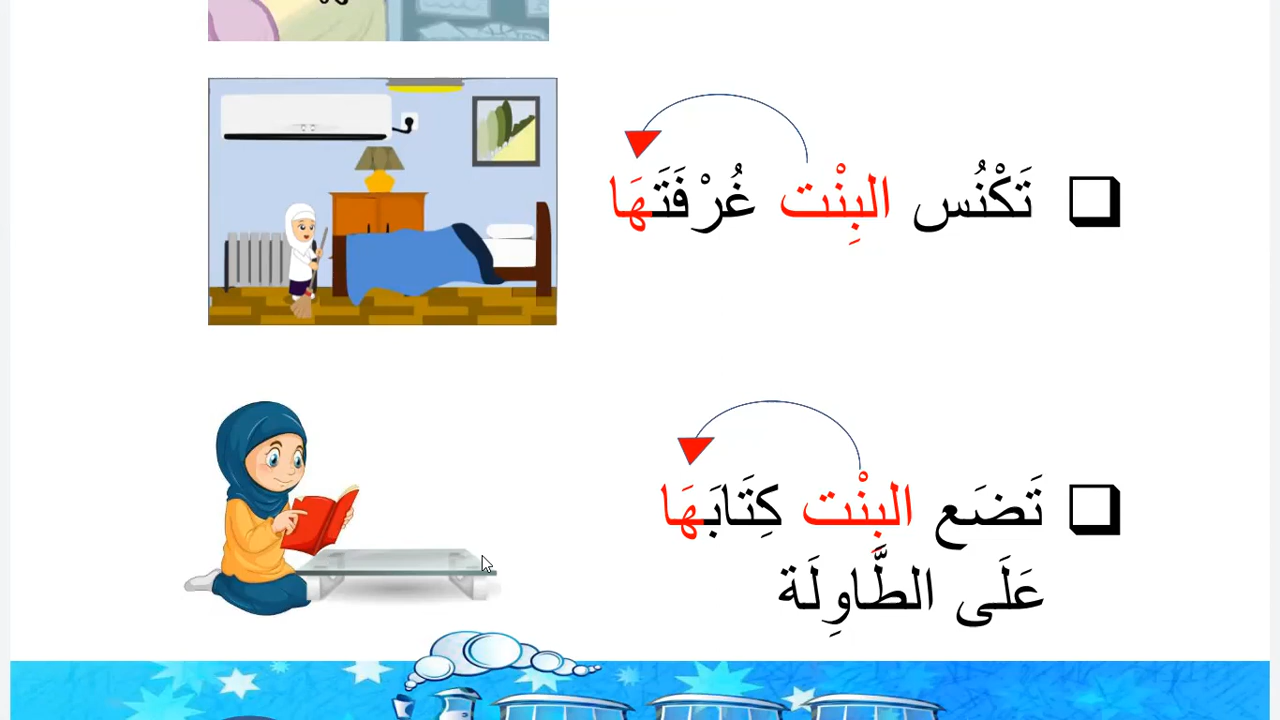 تَكْنُس البِنْت غُرْفَتَهَا
تَضَع البِنْت كِتَابَهَا
عَلَى الطَّاوِلَة